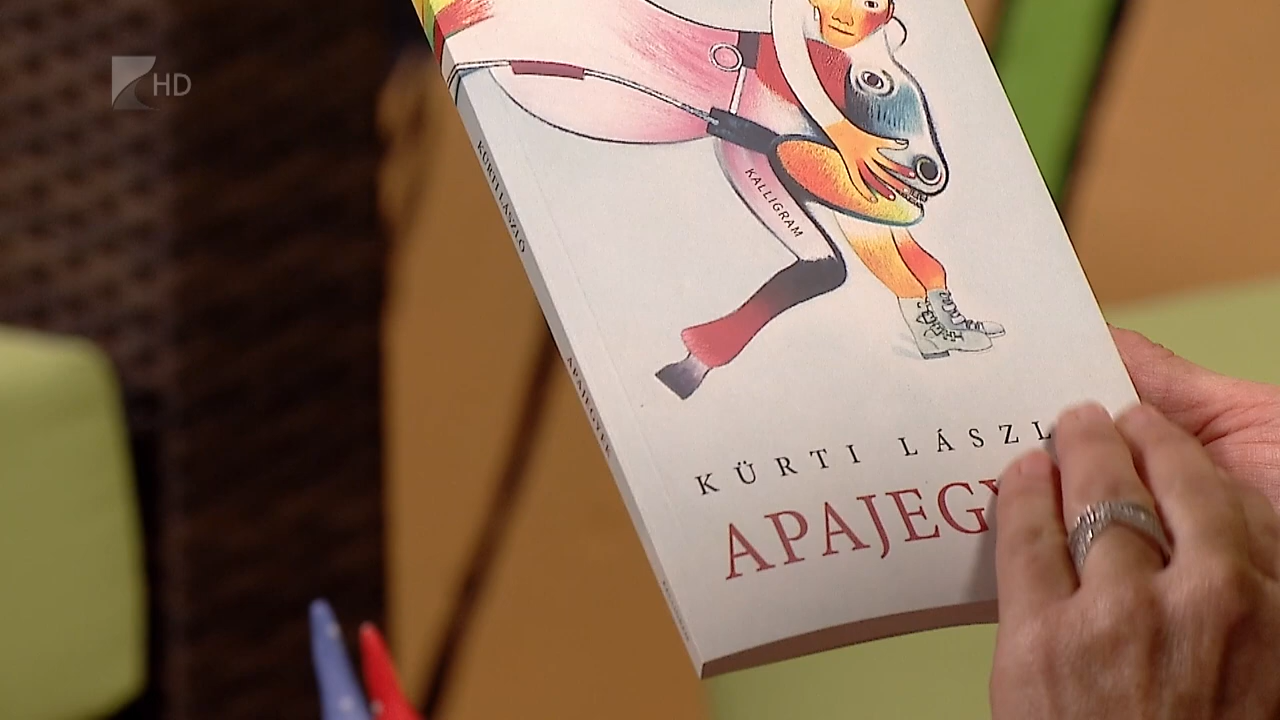 HD
KÜRTI LÁSZLÓ
KALLIGRAM
APAJEGYEK
KÜRTI LÁSZL
APAJEGY